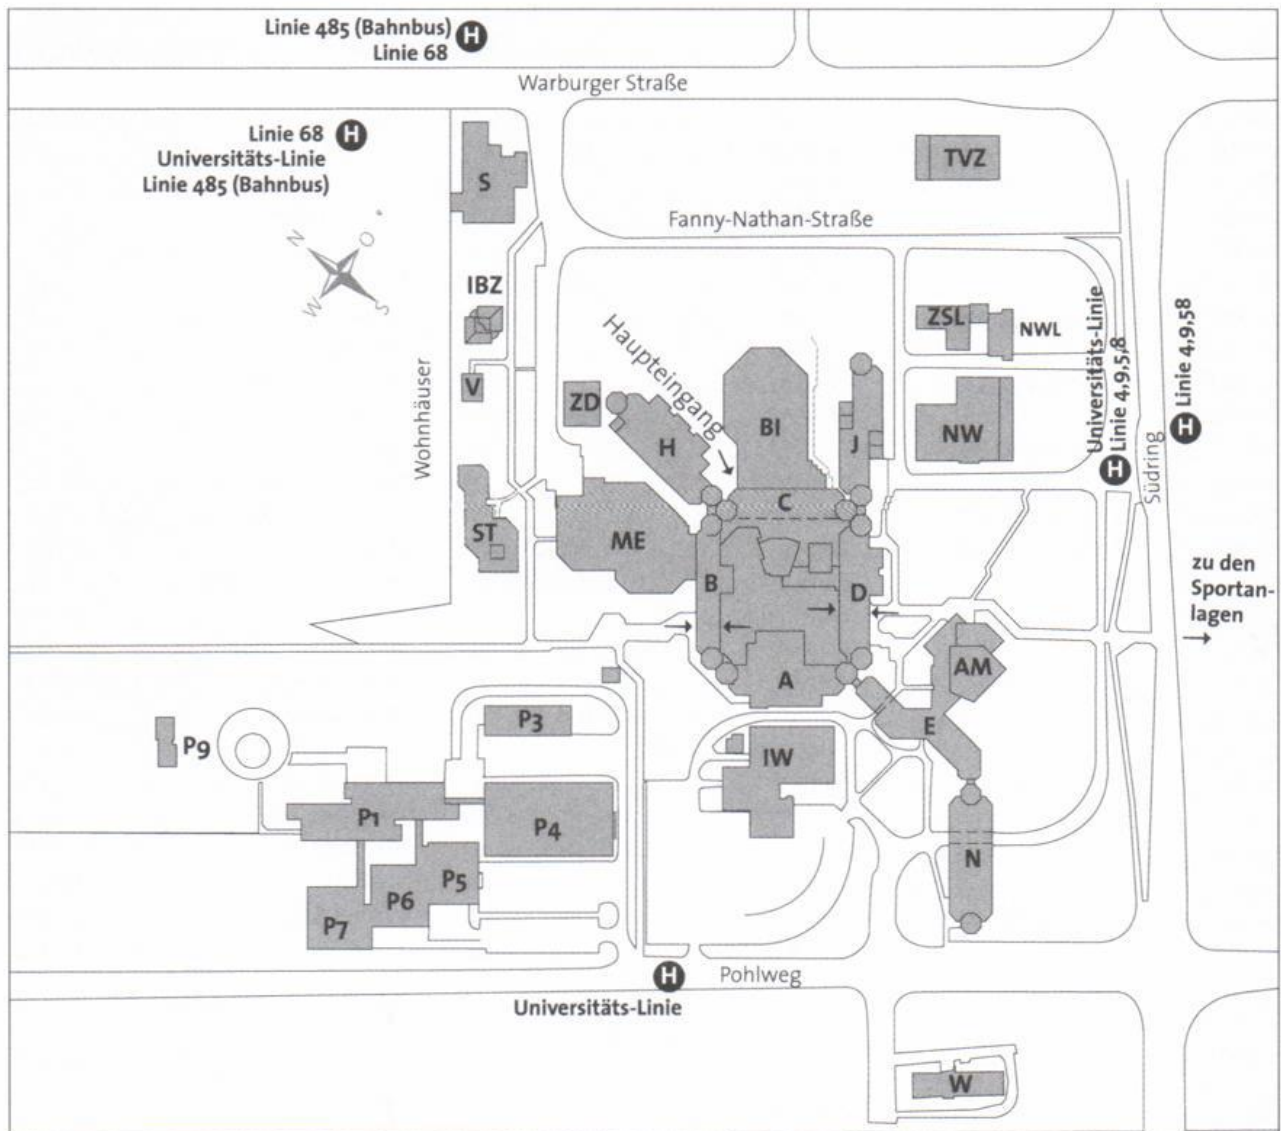 Linie 485 (Bahnbus)
Linie 68
H
Warburger Straße
Linie 68
Universitäts-Linie
Linie 485 (Bahnbus)
H
S
TVZ
Fanny-Nathan-Straße
N
O
W
S
IBZ
ZSL
NWL
Universitäts-Linie
Linie 4,9,5,8
H
Linie 4,9,58
H
Südring
Wohnhäuser
V
ZD
Haupteingang
H
BI
J
NW
C
ST
ME
B
D
zu den
Sportan-
lagen
A
AM
E
P9
P3
IW
P1
P4
N
P5
P6
P7
H
Pohlweg
Universitäts-Linie
W